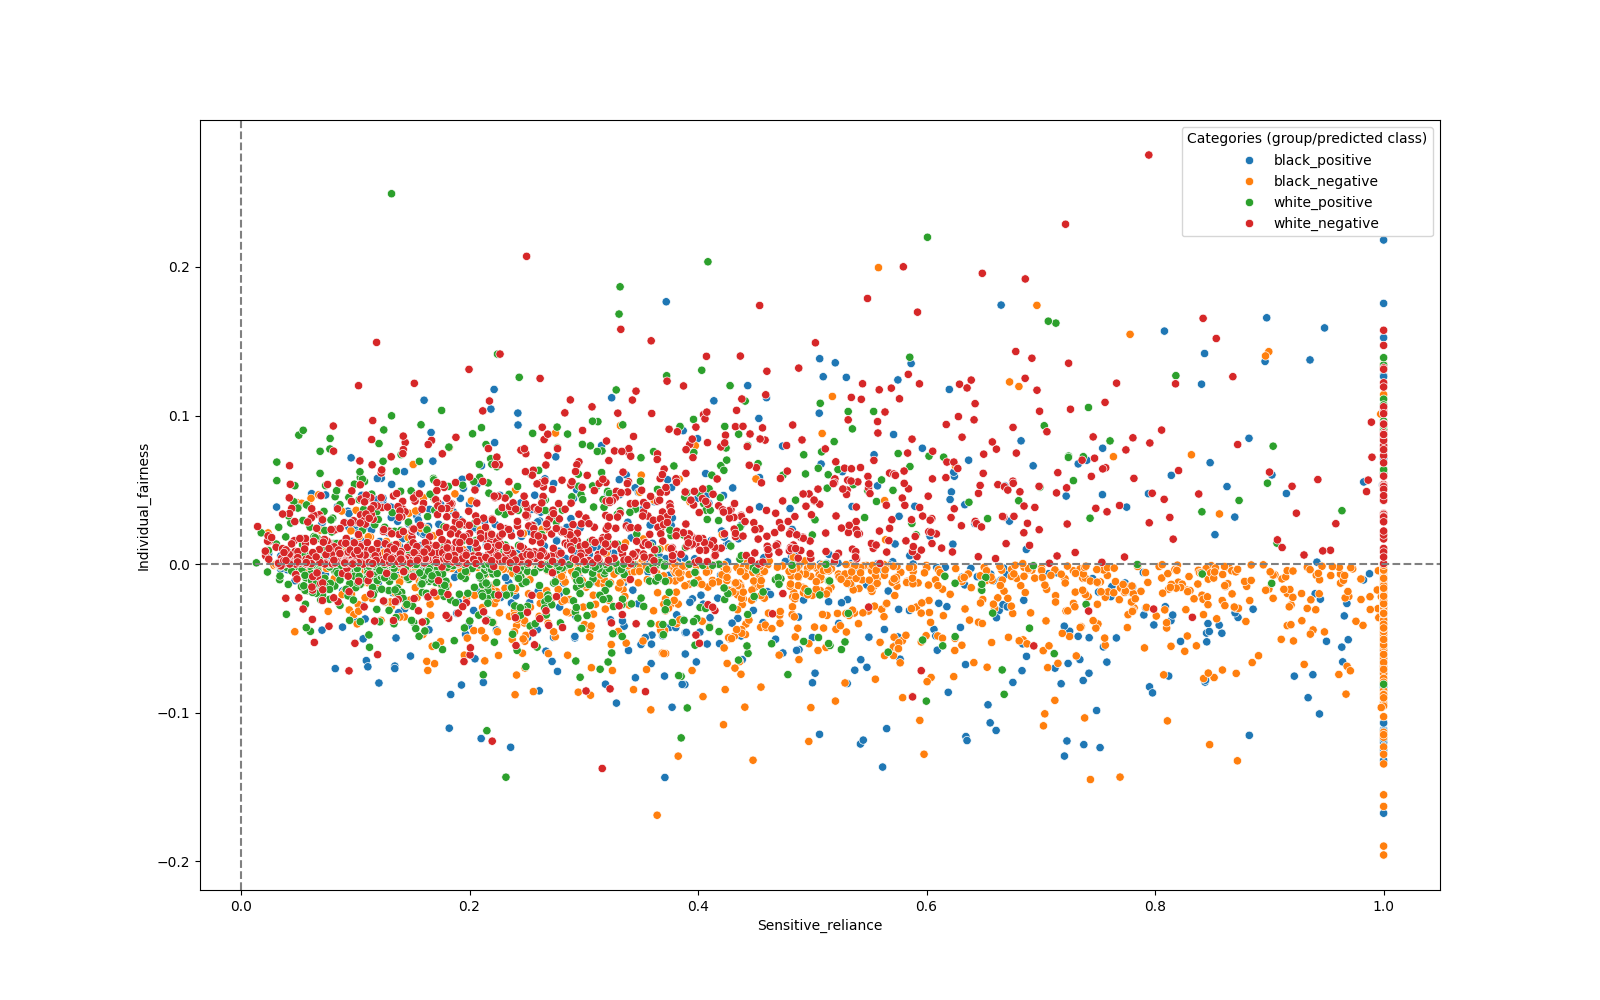 Categories (group/predicted class)
black_positive
black_negative
white_positive
white_negative
Individual_fairness
0.2
0.1
0.0
−0.1
−0.2
0.0 0.2 0.4 0.6 0.8 1.0
Sensitive_reliance